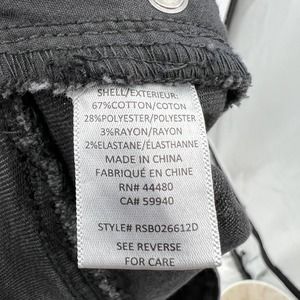 SHELL/EXTERIEUR:
67%COTTON/COTON
28%POLYESTER/POLYESTER
3%RAYON/RAYON
2%ELASTANE/ÉLASTHANNE
MADE IN CHINA
FABRIQUÉ EN CHINE
RN# 44480
CA# 59940
STYLE# RSB026612D
SEE REVERSE
FOR CARE